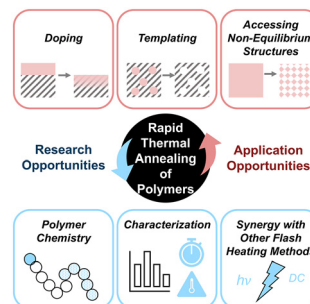 Doping
Templating
Accessing
Non-Equilibrium
Structures
Research
Opportunities
Rapid
Thermal
Annealing
of
Polymers
Application
Opportunities
Polymer
Chemistry
Characterization
Synergy with
Other Flash
Heating Methods
hν
DC